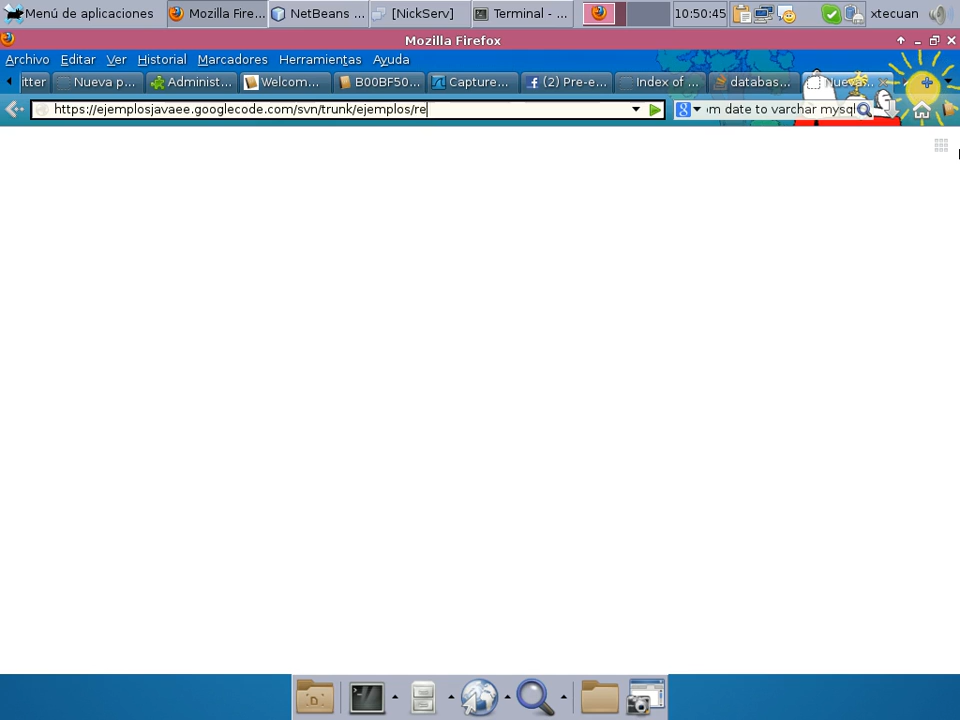 Menú de aplicaciones Mozilla Fire... NetBeans ... [NickServ] Terminal - ... 10:50:45 xtecuan
Mozilla Firefox
Archivo Editar Ver Historial Marcadores Herramientas Ayuda
itter Nueva p... Administ... Welcom... B00BF50... Capture... (2) Pre-e... Index of ... databas...
https://ejemplosjavaee.googlecode.com/svn/trunk/ejemplos/re m date to varchar mysql